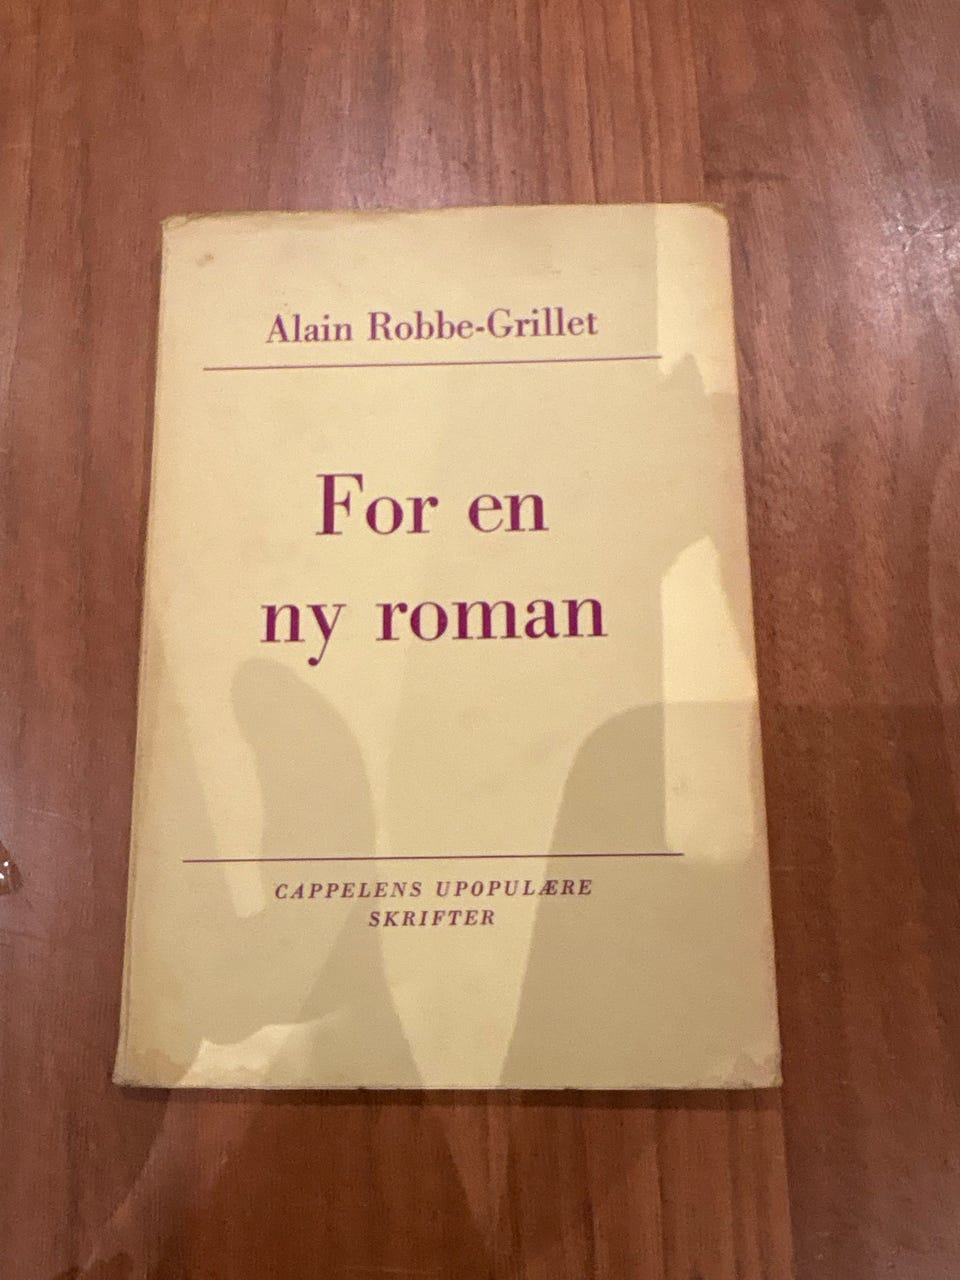 Alain Robbe-Grillet
For en
ny roman
CAPPELENS UPOPULÆRE
SKRIFTER